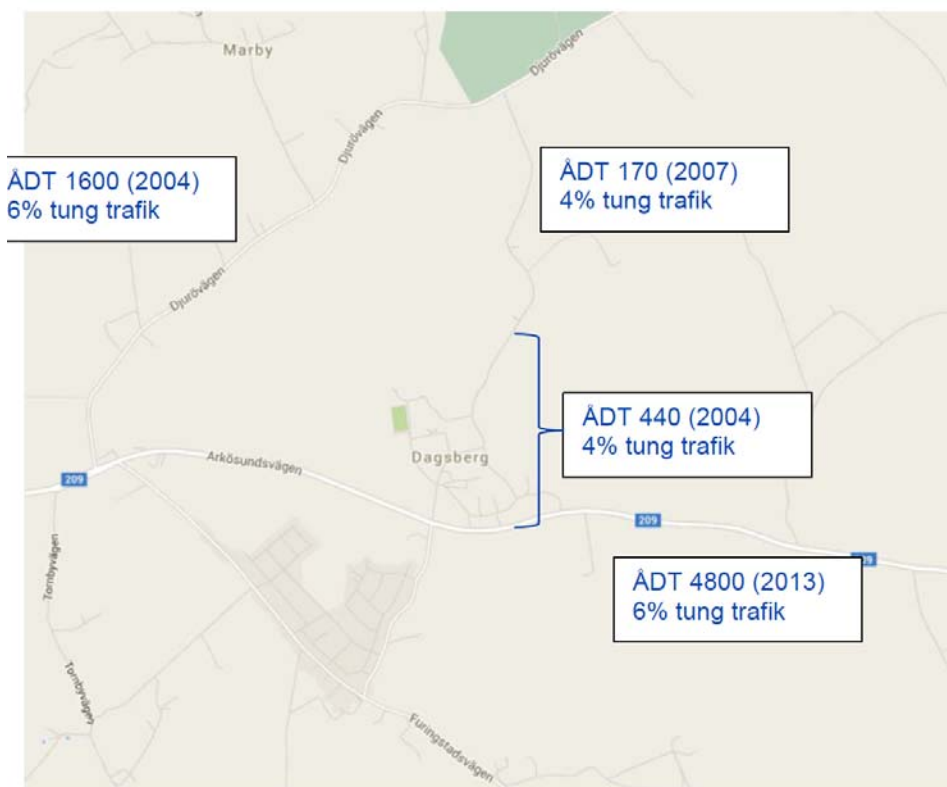 Marby
Djurövägen
Djurövägen
ÅDT 1600 (2004)
6% tung trafik
ÅDT 170 (2007)
4% tung trafik
Djurövägen
ÅDT 440 (2004)
4% tung trafik
Dagsberg
Arkösundsvägen
209
209
ÅDT 4800 (2013)
6% tung trafik
Tornbyvägen
Tornbyvägen
Furingstadsvägen